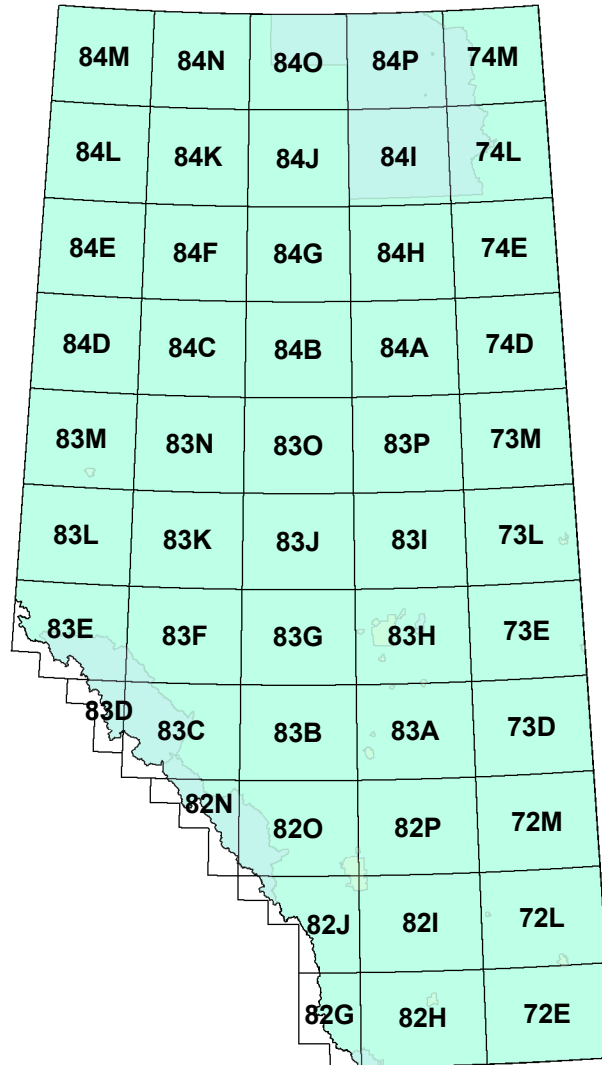 84M 84N 84O 84P 74M
84L 84K 84J 84I 74L
84E 84F 84G 84H 74E
84D 84C 84B 84A 74D
83M 83N 83O 83P 73M
83L 83K 83J 83I 73L
83E 83F 83G 83H 73E
83D 83C 83B 83A 73D
82N 82O 82P 72M
82J 82I 72L
82G 82H 72E